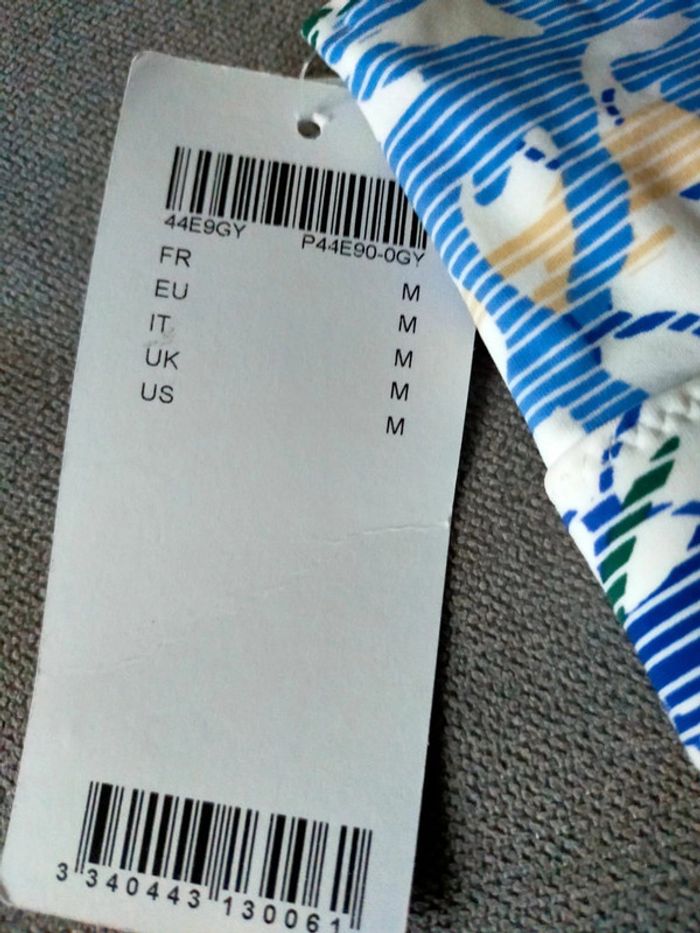 44E9GY P44E90-0GY
FR M
EU M
IT M
UK M
US M
3 340443 130061